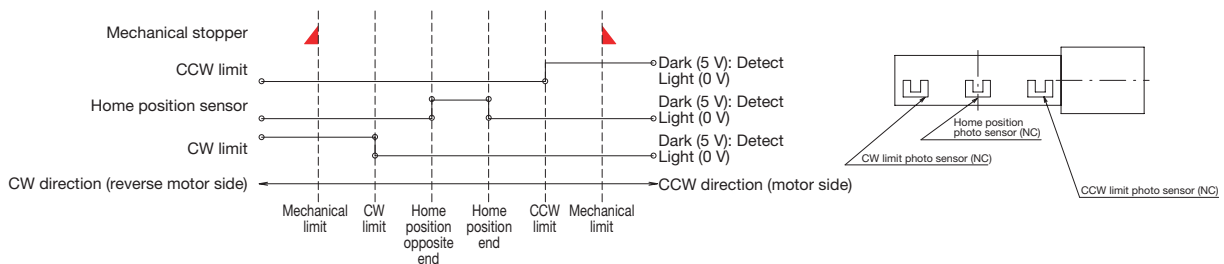 Mechanical stopper
CCW limit
Dark (5 V): Detect
Light (0 V)
Home position sensor
Dark (5 V): Detect
Light (0 V)
CW limit
Dark (5 V): Detect
Light (0 V)
CW direction (reverse motor side)
CCW direction (motor side)
Mechanical
limit
CW
limit
Home
position
opposite
end
Home
position
end
CCW
limit
Mechanical
limit
Home position
photo sensor (NC)
CW limit photo sensor (NC)
CCW limit photo sensor (NC)